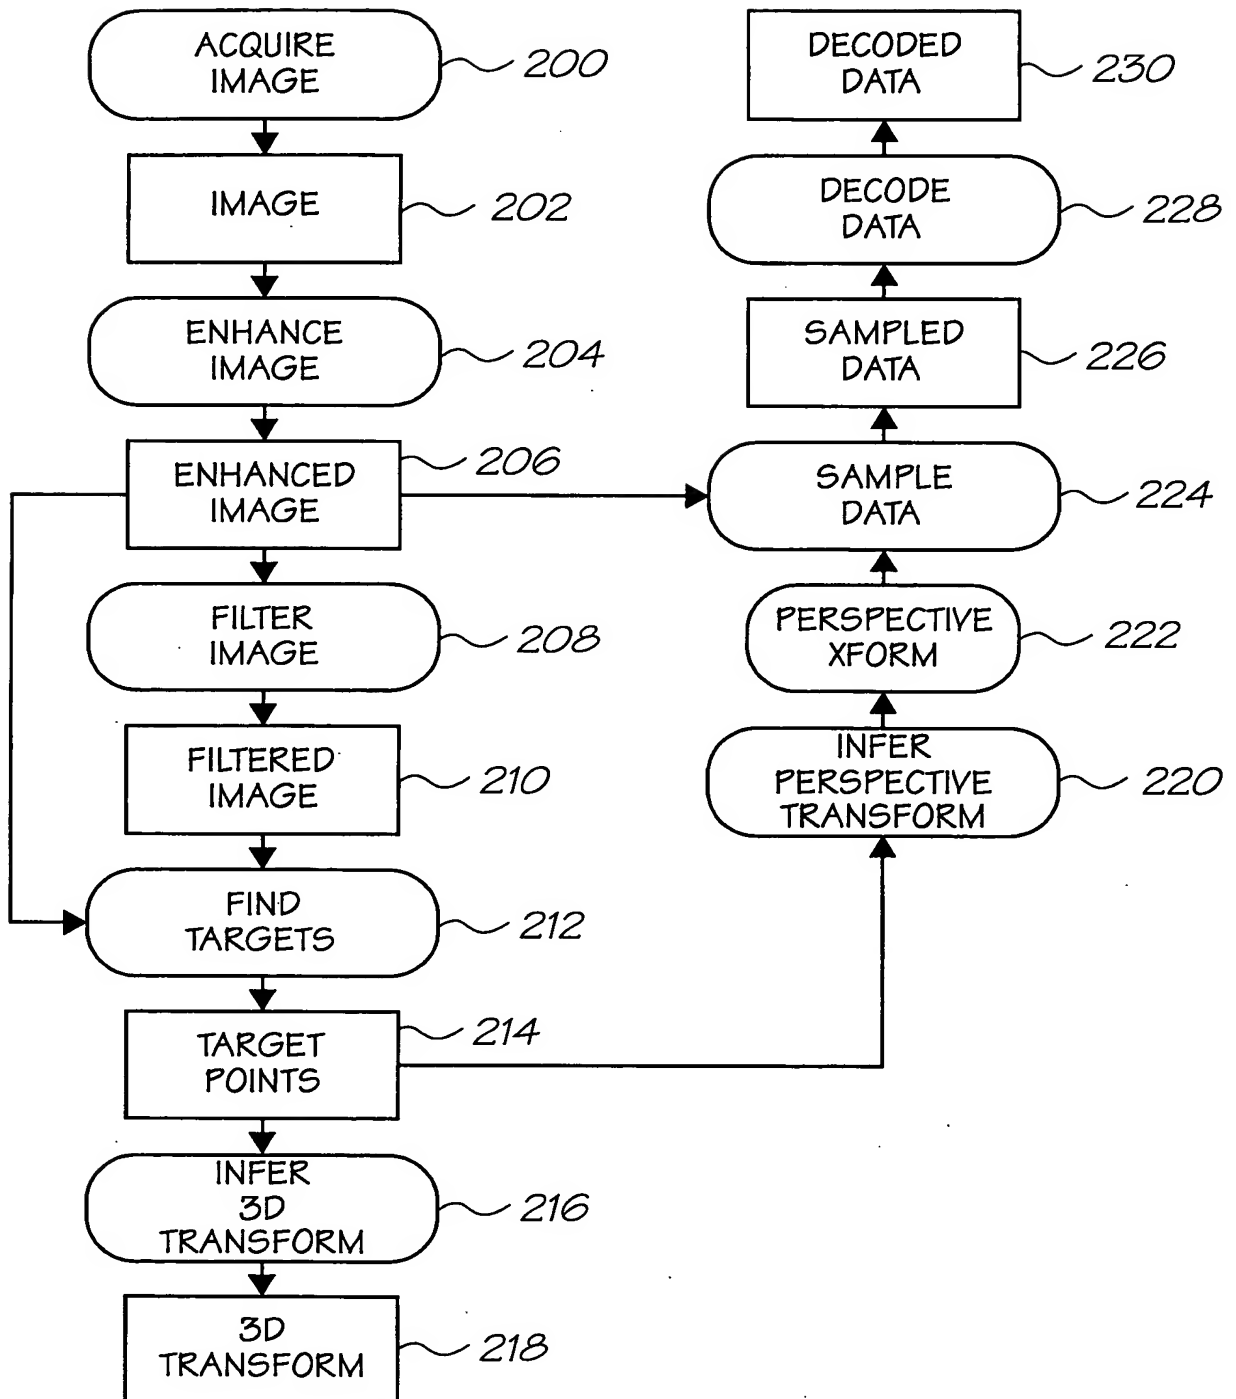 ACQUIRE
IMAGE
200
IMAGE
202
ENHANCE
IMAGE
204
ENHANCED
IMAGE
206
FILTER
IMAGE
208
FILTERED
IMAGE
210
FIND
TARGETS
212
TARGET
POINTS
214
INFER
3D
TRANSFORM
216
3D
TRANSFORM
218
DECODED
DATA
230
DECODE
DATA
228
SAMPLED
DATA
226
SAMPLE
DATA
224
PERSPECTIVE
XFORM
222
INFER
PERSPECTIVE
TRANSFORM
220